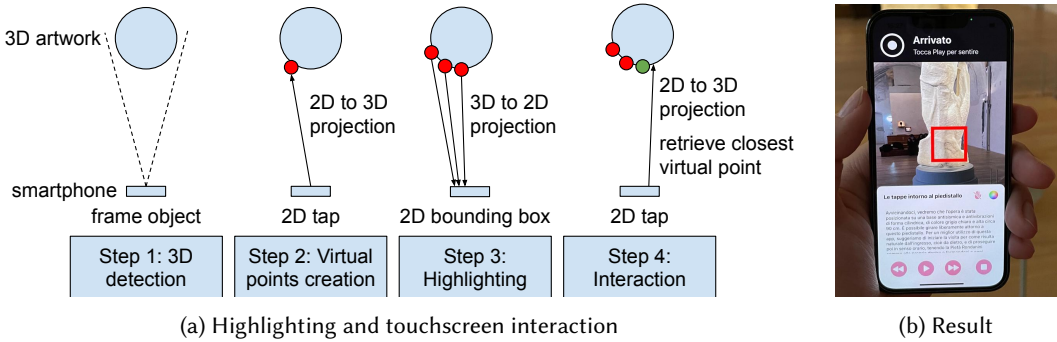 3D artwork
smartphone
frame object
Step 1: 3D
detection
2D to 3D
projection
2D tap
Step 2: Virtual
points creation
3D to 2D
projection
2D bounding box
Step 3:
Highlighting
2D to 3D
projection
retrieve closest
virtual point
2D tap
Step 4:
Interaction
(a) Highlighting and touchscreen interaction
Arrivato
Tocca Play per sentire
Le tappe intorno al piedistallo
(b) Result